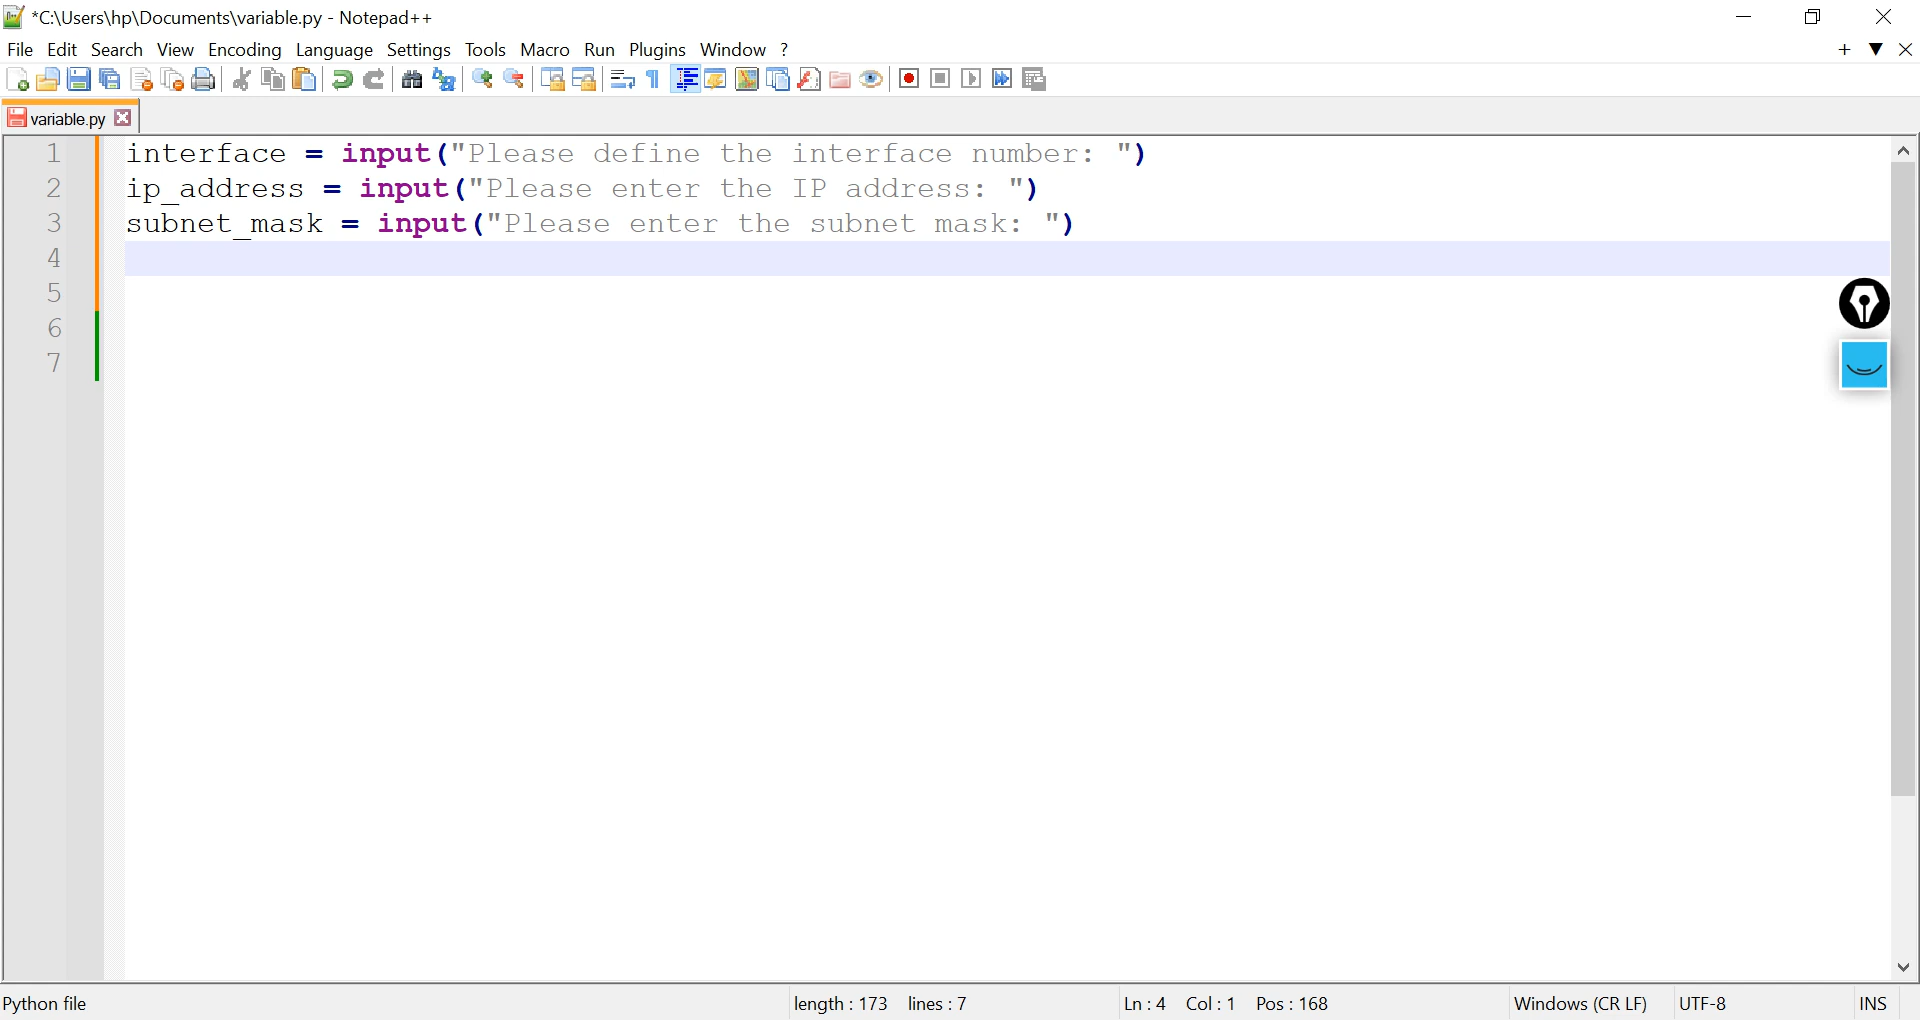 *C:\Users\hp\Documents\variable.py - Notepad++
File Edit Search View Encoding Language Settings Tools Macro Run Plugins Window ?
variable.py
1 interface = input("Please define the interface number: ")
2 ip_address = input("Please enter the IP address: ")
3 subnet_mask = input("Please enter the subnet mask: ")
4
5
6
7
Python file length : 173 lines : 7 Ln : 4 Col : 1 Pos : 168 Windows (CR LF) UTF-8 INS